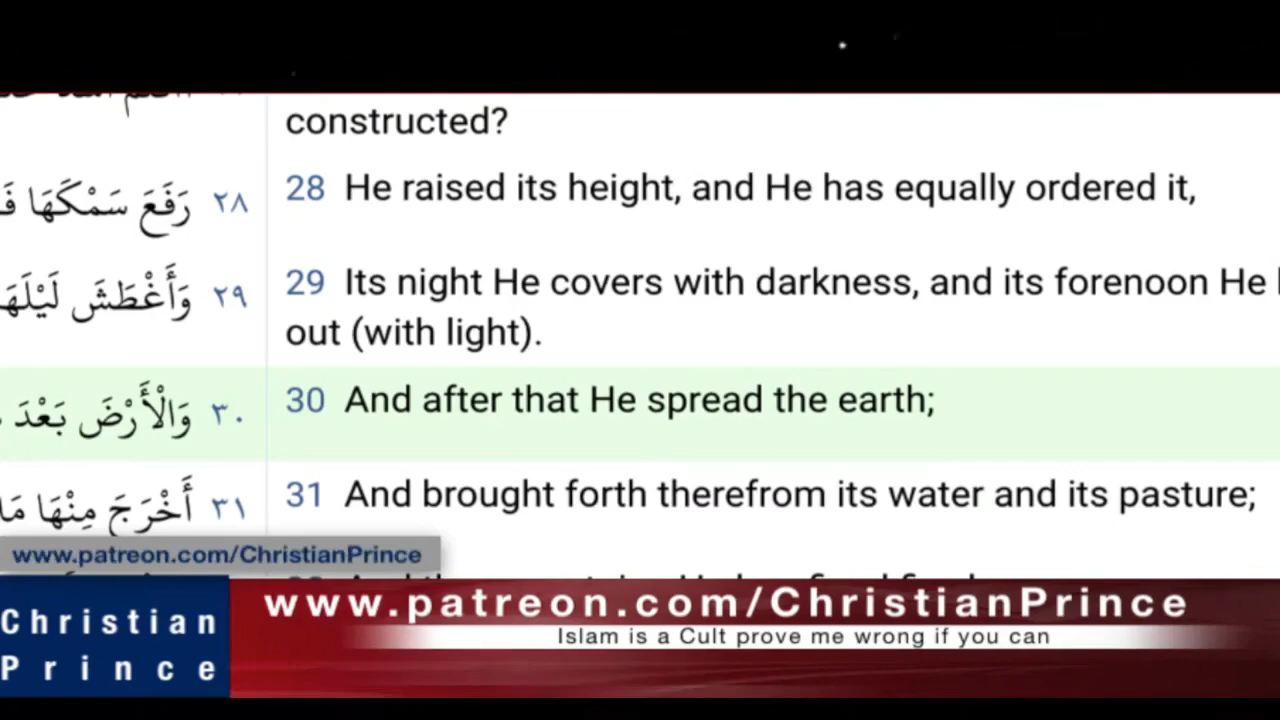 constructed?
٢٨ رَفَعَ سَمْكَهَا
28 He raised its height, and He has equally ordered it,
٢٩ وَأَغْطَشَ
29 Its night He covers with darkness, and its forenoon He
out (with light).
٣٠ وَالْأَرْضَ بَعْدَ
30 And after that He spread the earth;
٣١ أَخْرَجَ مِنْهَا
31 And brought forth therefrom its water and its pasture;
www.patreon.com/ChristianPrince
Christian
Prince
www.patreon.com/ChristianPrince
Islam is a Cult prove me wrong if you can